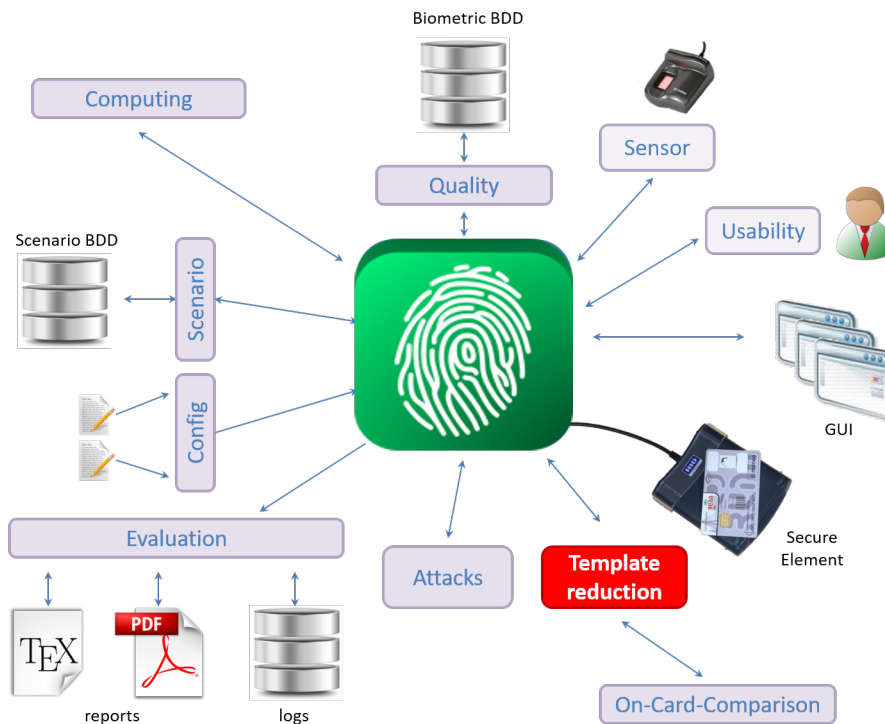 Biometric BDD
Computing
Sensor
Quality
Usability
Scenario BDD
Scenario
Config
GUI
HID
Secure
Element
Evaluation
Attacks
Template
reduction
TEX
PDF
reports
logs
On-Card-Comparison